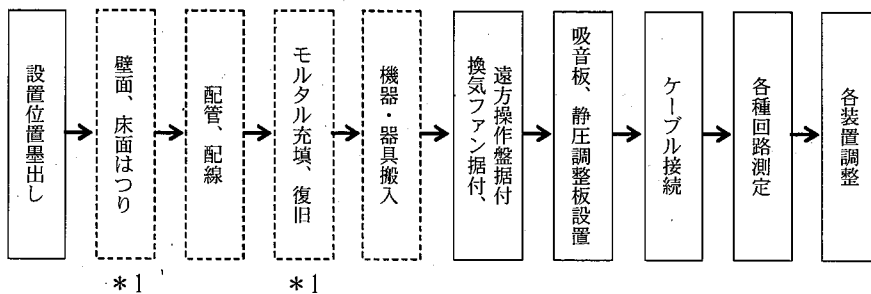 設置位置墨出し
壁面、床面はつり
配管、配線
モルタル充填、復旧
機器・器具搬入
遠方操作盤据付
換気ファン据付、
吸音板、静圧調整板設置
ケーブル接続
各種回路測定
各装置調整
*1
*1